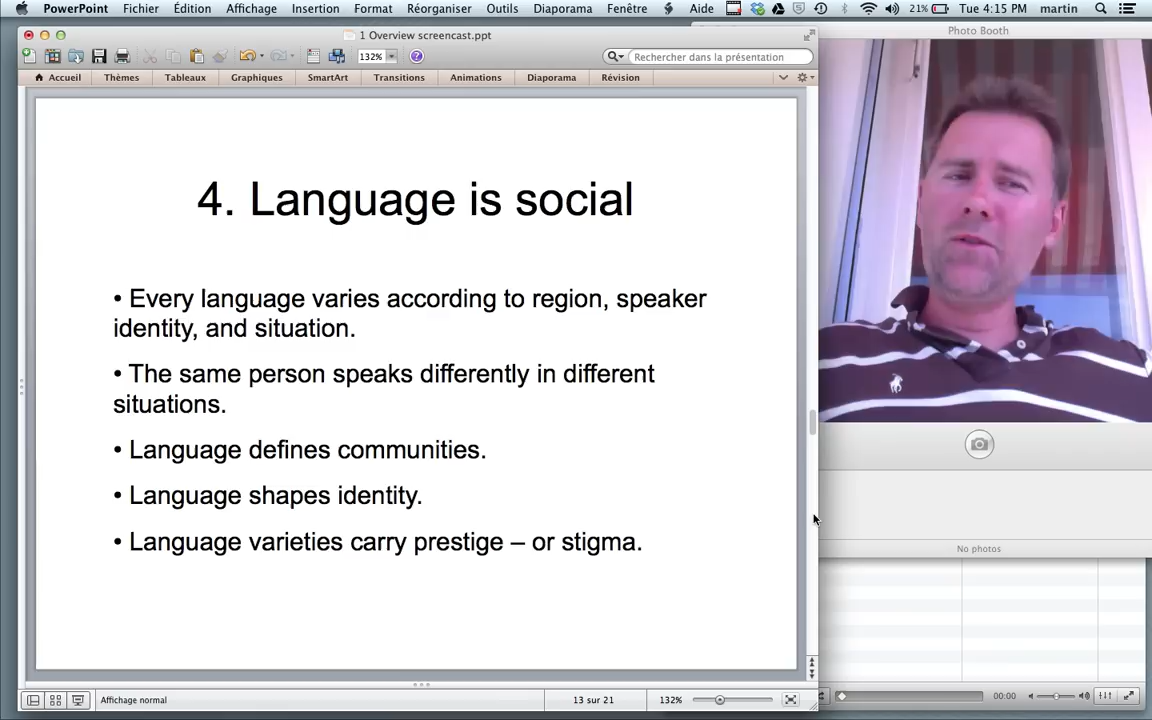 PowerPoint Fichier Édition Affichage Insertion Format Réorganiser Outils Diaporama Fenêtre Aide 21% Tue 4:15 PM martin
1 Overview screencast.ppt
Photo Booth
132%
Rechercher dans la présentation
Accueil Thèmes Tableaux Graphiques SmartArt Transitions Animations Diaporama Révision
4. Language is social
• Every language varies according to region, speaker
identity, and situation.
• The same person speaks differently in different
situations.
• Language defines communities.
• Language shapes identity.
• Language varieties carry prestige – or stigma.
No photos
Affichage normal 13 sur 21 132%
00:00